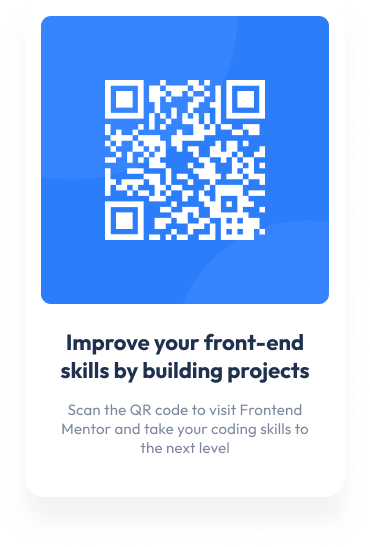 Improve your front-end
skills by building projects
Scan the QR code to visit Frontend
Mentor and take your coding skills to
the next level